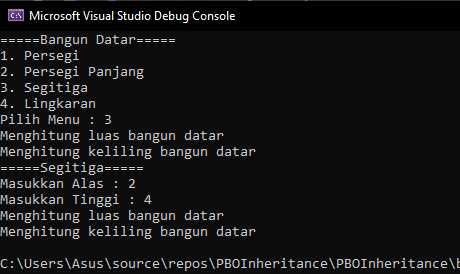 Microsoft Visual Studio Debug Console
=====Bangun Datar=====
1. Persegi
2. Persegi Panjang
3. Segitiga
4. Lingkaran
Pilih Menu : 3
Menghitung luas bangun datar
Menghitung keliling bangun datar
=====Segitiga=====
Masukkan Alas : 2
Masukkan Tinggi : 4
Menghitung luas bangun datar
Menghitung keliling bangun datar
C:\Users\Asus\source\repos\PBOInheritance\PBOInheritance\b